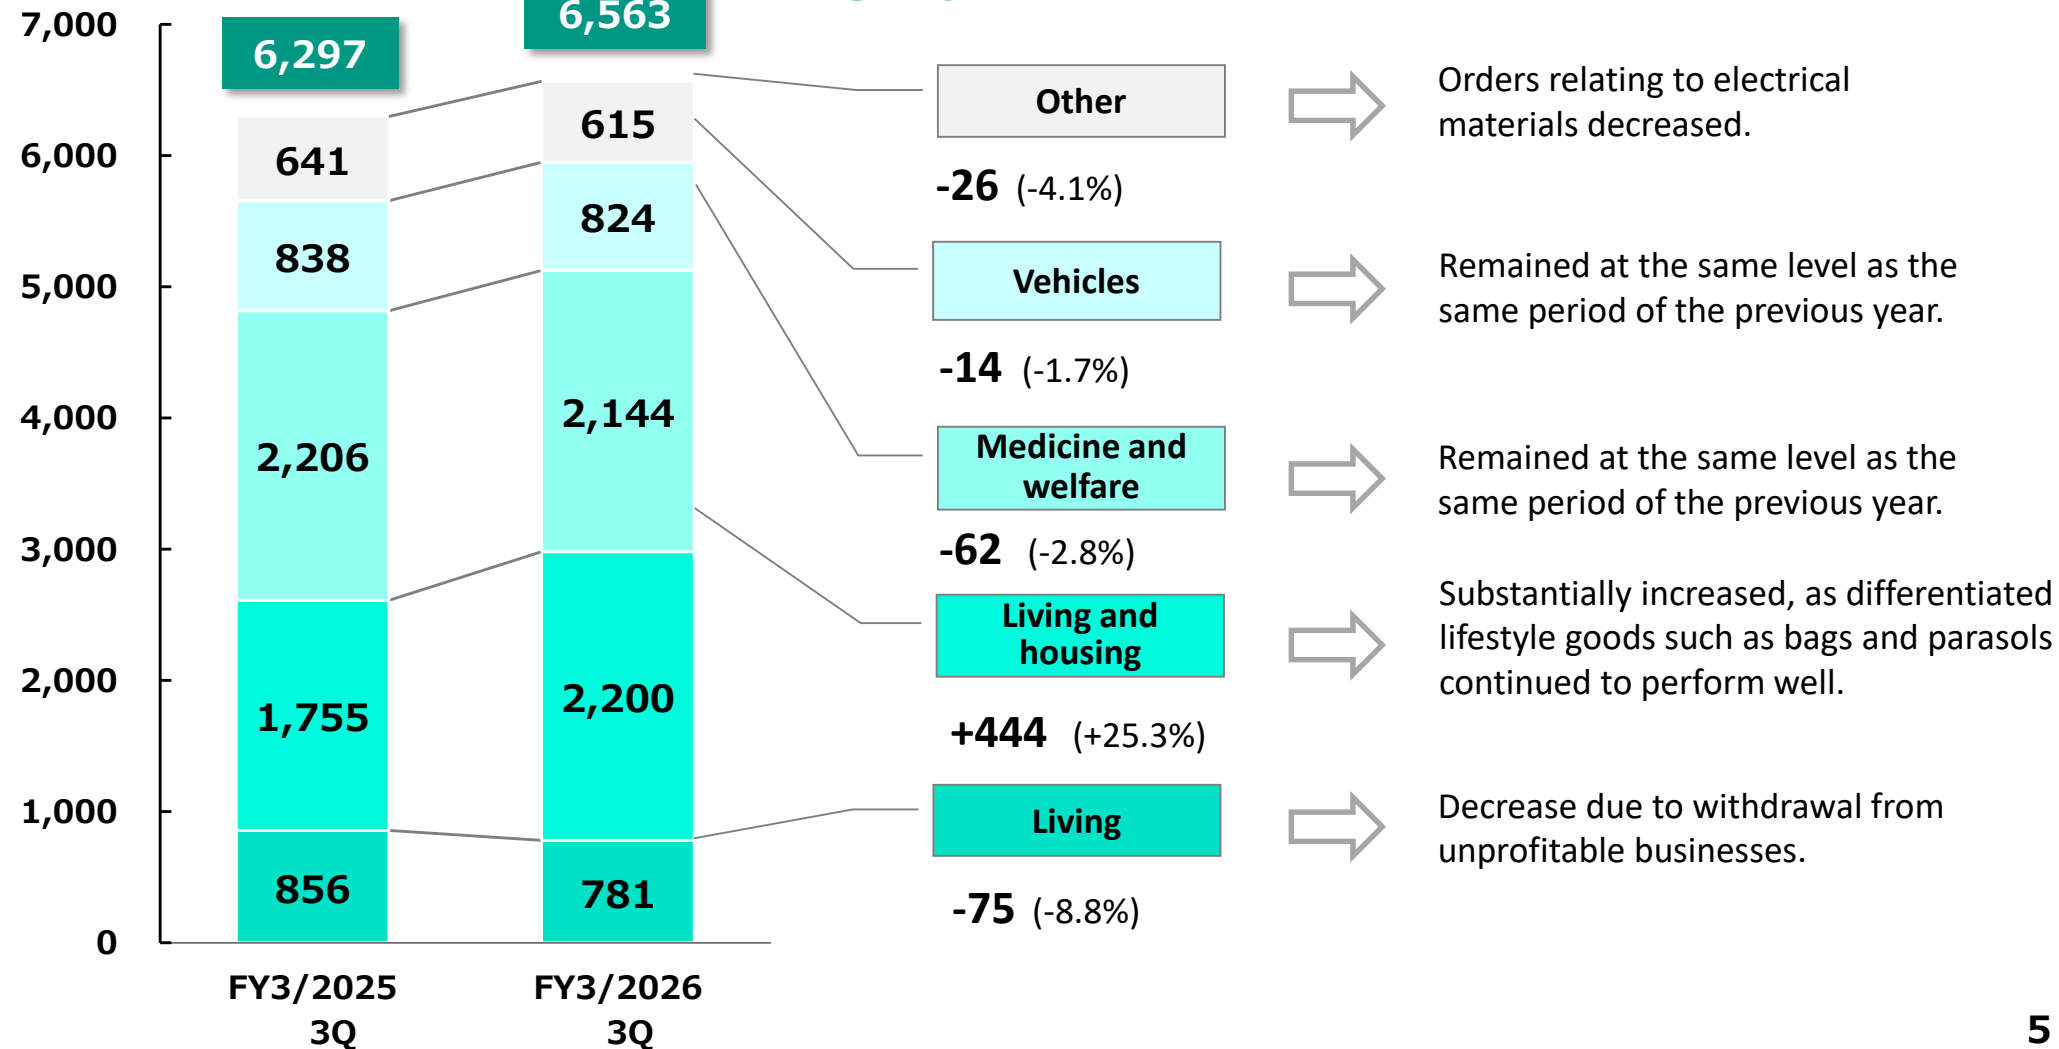 7,000
6,000
5,000
4,000
3,000
2,000
1,000
0
6,297
641
838
2,206
1,755
856
FY3/2025
3Q
6,563
615
824
2,144
2,200
781
FY3/2026
3Q
Other
-26 (-4.1%)
Orders relating to electrical
materials decreased.
Vehicles
-14 (-1.7%)
Remained at the same level as the
same period of the previous year.
Medicine and
welfare
-62 (-2.8%)
Remained at the same level as the
same period of the previous year.
Living and
housing
+444 (+25.3%)
Substantially increased, as differentiated
lifestyle goods such as bags and parasols
continued to perform well.
Living
-75 (-8.8%)
Decrease due to withdrawal from
unprofitable businesses.
5